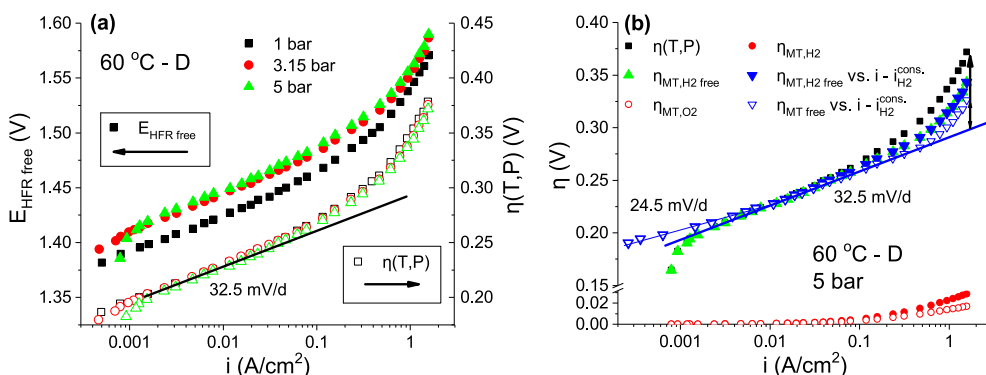 (a)
60 °C - D
1 bar
3.15 bar
5 bar
E_HFR free
η(T,P)
32.5 mV/d
1.60
1.55
1.50
1.45
1.40
1.35
E_HFR free (V)
0.45
0.40
0.35
0.30
0.25
0.20
η(T,P) (V)
0.001 0.01 0.1 1
i (A/cm²)
(b)
η(T,P)
η_MT,H2
η_MT,H2 free
η_MT,H2 free vs. i - i_H2^cons.
η_MT,O2
η_MT free vs. i - i_H2^cons.
24.5 mV/d
32.5 mV/d
60 °C - D
5 bar
0.40
0.35
0.30
0.25
0.20
0.15
0.02
0.00
η (V)
0.001 0.01 0.1 1
i (A/cm²)